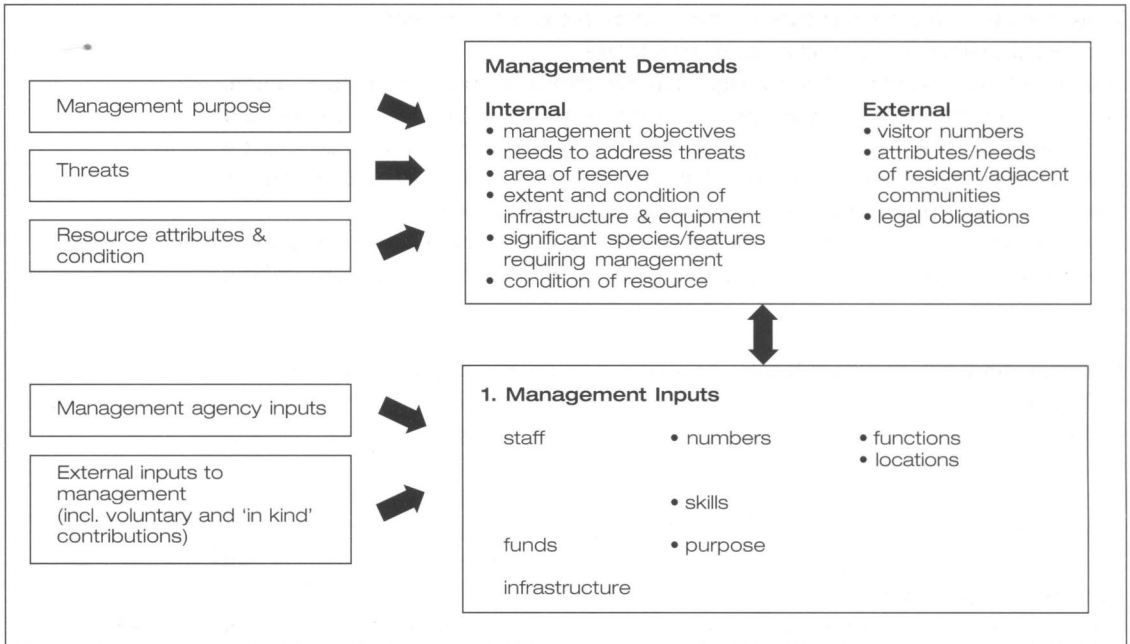 Management purpose
Threats
Resource attributes &
condition
Management Demands
Internal
• management objectives
• needs to address threats
• area of reserve
• extent and condition of
infrastructure & equipment
• significant species/features
requiring management
• condition of resource
External
• visitor numbers
• attributes/needs
of resident/adjacent
communities
• legal obligations
Management agency inputs
External inputs to
management
(incl. voluntary and ‘in kind’
contributions)
1. Management Inputs
staff • numbers • functions
• locations
• skills
funds • purpose
infrastructure